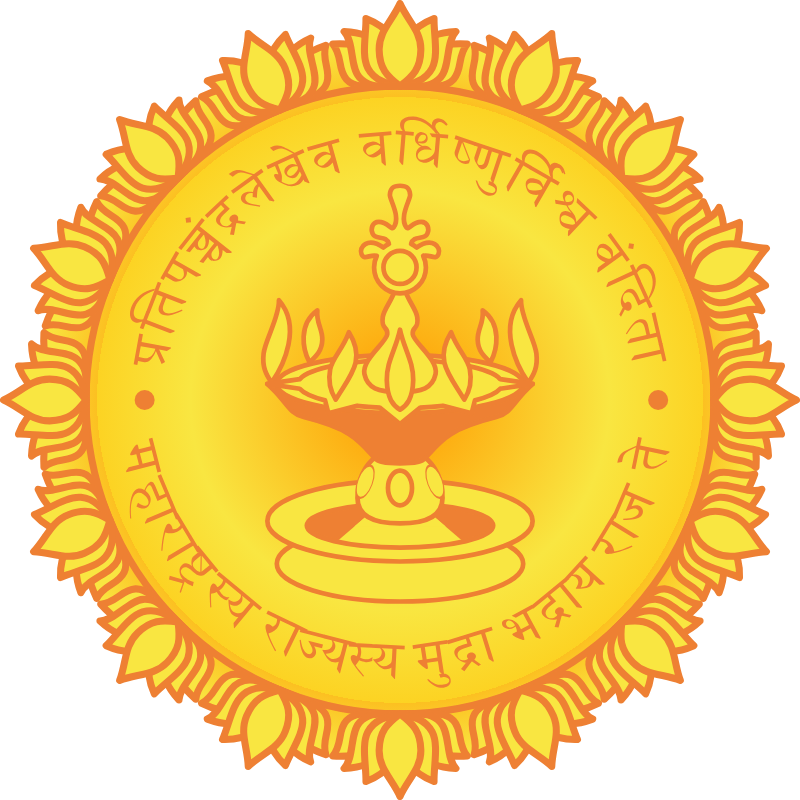 प्रतिपच्चंद्रलेखेव वर्धिष्णुर्विश्व वंदिता
महाराष्ट्रस्य राज्यस्य मुद्रा भद्राय राजते